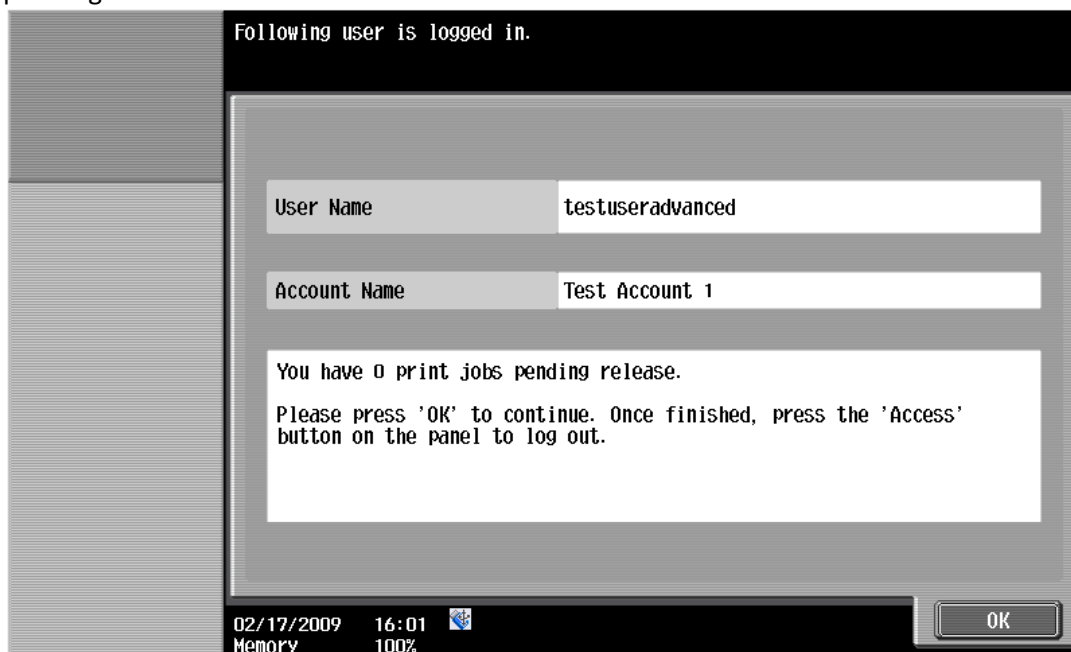 Following user is logged in.
User Name testuseradvanced
Account Name Test Account 1
You have 0 print jobs pending release.
Please press 'OK' to continue. Once finished, press the 'Access'
button on the panel to log out.
02/17/2009 16:01
Memory 100%
OK